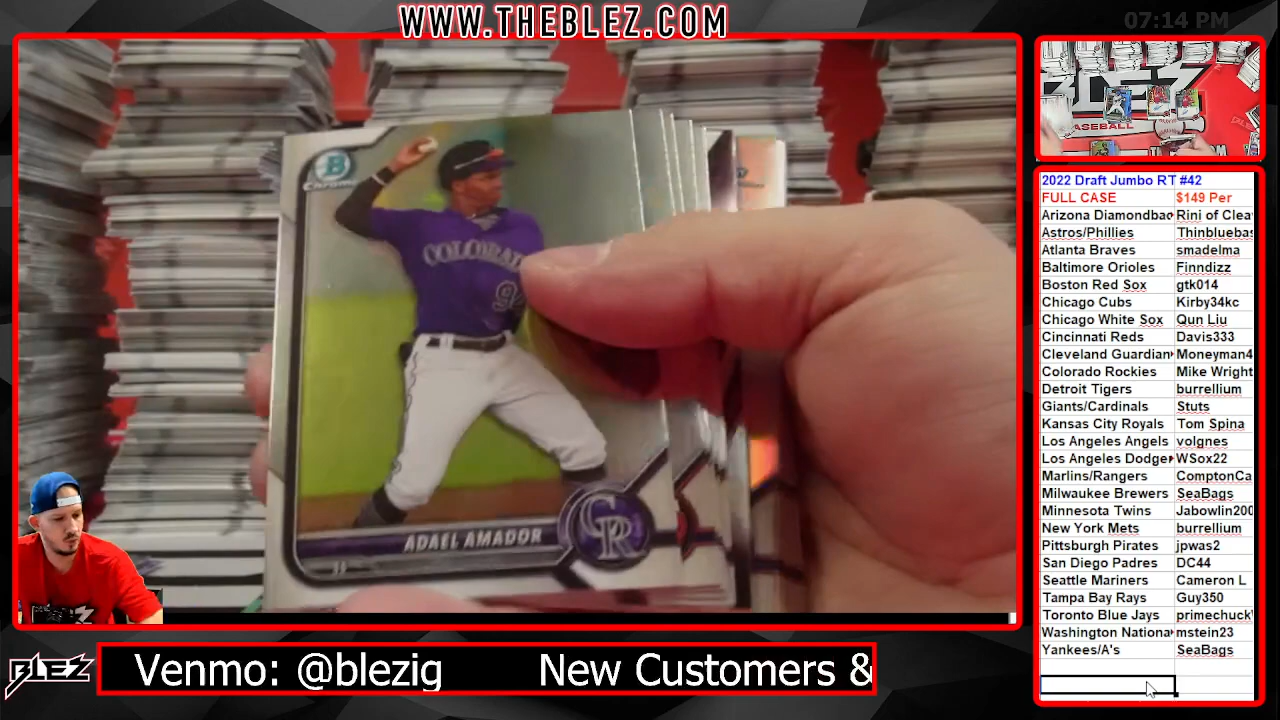 WWW.THEBLEZ.COM
07:14 PM
B
Chrome
COLORAD
9
ADAEL AMADOR
CR
BASEBALL
2022 Draft Jumbo RT #42
FULL CASE $149 Per
Arizona Diamondbac Rini of Clea
Astros/Phillies Thinbluebas
Atlanta Braves smadelma
Baltimore Orioles Finndizz
Boston Red Sox gtk014
Chicago Cubs Kirby34kc
Chicago White Sox Qun Liu
Cincinnati Reds Davis333
Cleveland Guardian Moneyman4
Colorado Rockies Mike Wright
Detroit Tigers burrellium
Giants/Cardinals Stuts
Kansas City Royals Tom Spina
Los Angeles Angels volgnes
Los Angeles Dodge WSox22
Marlins/Rangers ComptonCa
Milwaukee Brewers SeaBags
Minnesota Twins Jabowlin200
New York Mets burrellium
Pittsburgh Pirates jpwas2
San Diego Padres DC44
Seattle Mariners Cameron L
Tampa Bay Rays Guy350
Toronto Blue Jays primechuck
Washington Nationa mstein23
Yankees/A's SeaBags
BLEZ Venmo: @blezig New Customers &